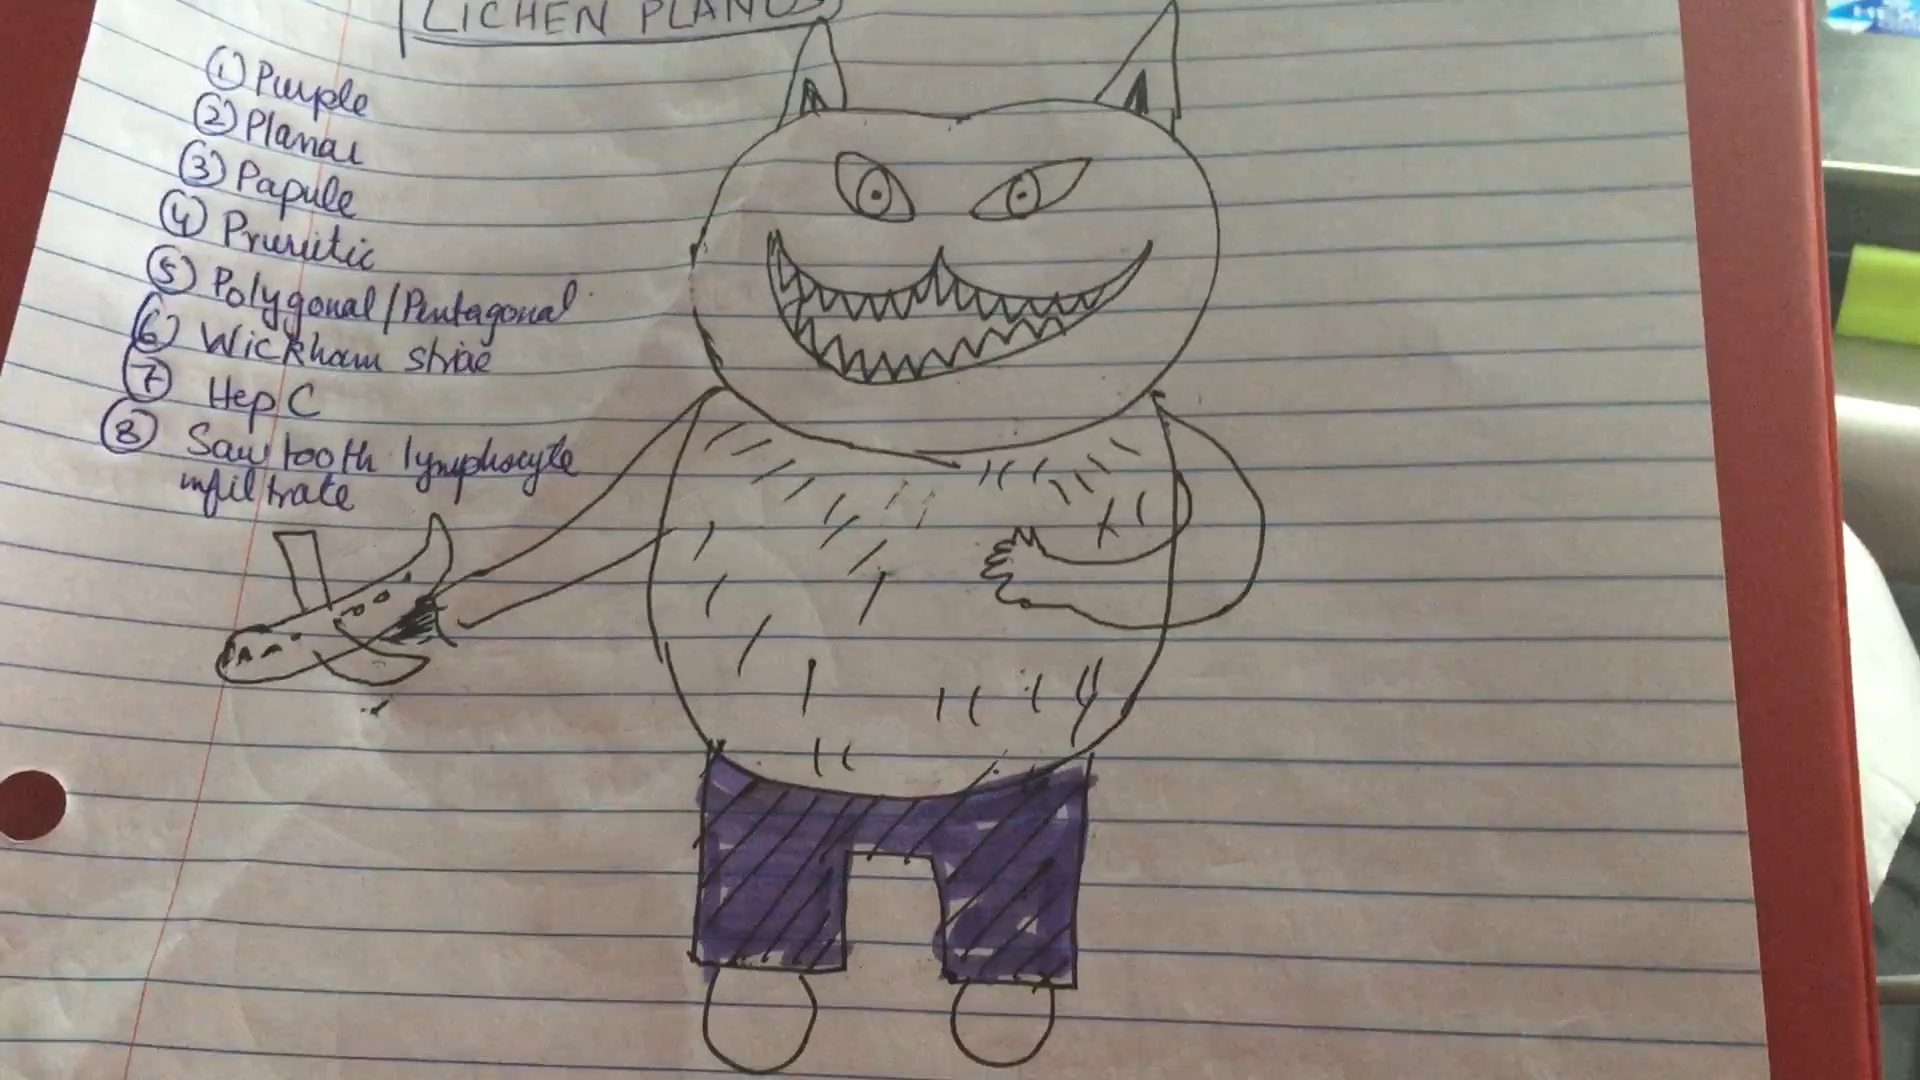 LICHEN PLANUS
① Purple
② Planar
③ Papule
④ Pruritic
⑤ Polygonal/Pentagonal
⑥ Wickham striae
⑦ Hep C
⑧ Saw tooth lymphocyte
infiltrate